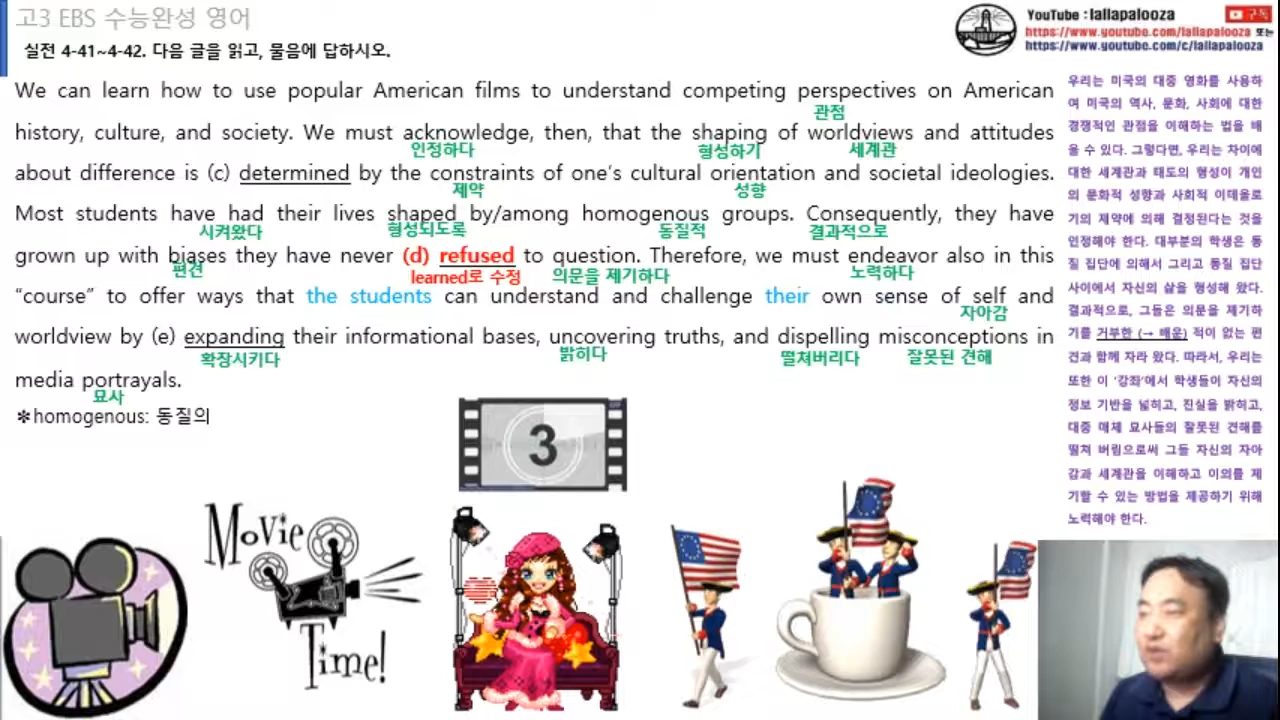 고3 EBS 수능완성 영어
실전 4-41~4-42. 다음 글을 읽고, 물음에 답하시오.
YouTube : lallapalooza
구독
https://www.youtube.com/lallapalooza 또는
https://www.youtube.com/c/lallapalooza
We can learn how to use popular American films to understand competing perspectives on American
관점
history, culture, and society. We must acknowledge, then, that the shaping of worldviews and attitudes
인정하다 형성하기 세계관
about difference is (c) determined by the constraints of one's cultural orientation and societal ideologies.
제약 성향
Most students have had their lives shaped by/among homogenous groups. Consequently, they have
시켜왔다 형성되도록 동질적 결과적으로
grown up with biases they have never (d) refused to question. Therefore, we must endeavor also in this
편견 learned로 수정 의문을 제기하다 노력하다
“course” to offer ways that the students can understand and challenge their own sense of self and
자아감
worldview by (e) expanding their informational bases, uncovering truths, and dispelling misconceptions in
확장시키다 밝히다 떨쳐버리다 잘못된 견해
media portrayals.
묘사
✻homogenous: 동질의
우리는 미국의 대중 영화를 사용하
여 미국의 역사, 문화, 사회에 대한
경쟁적인 관점을 이해하는 법을 배
울 수 있다. 그렇다면, 우리는 차이에
대한 세계관과 태도의 형성이 개인
의 문화적 성향과 사회적 이데올로
기의 제약에 의해 결정된다는 것을
인정해야 한다. 대부분의 학생은 동
질 집단에 의해서 그리고 동질 집단
사이에서 자신의 삶을 형성해 왔다.
결과적으로, 그들은 의문을 제기하
기를 거부한 (→ 배운) 적이 없는 편
견과 함께 자라 왔다. 따라서, 우리는
또한 이 ‘강좌’에서 학생들이 자신의
정보 기반을 넓히고, 진실을 밝히고,
대중 매체 묘사들의 잘못된 견해를
떨쳐 버림으로써 그들 자신의 자아
감과 세계관을 이해하고 이의를 제
기할 수 있는 방법을 제공하기 위해
노력해야 한다.
3
MoVie
Time!